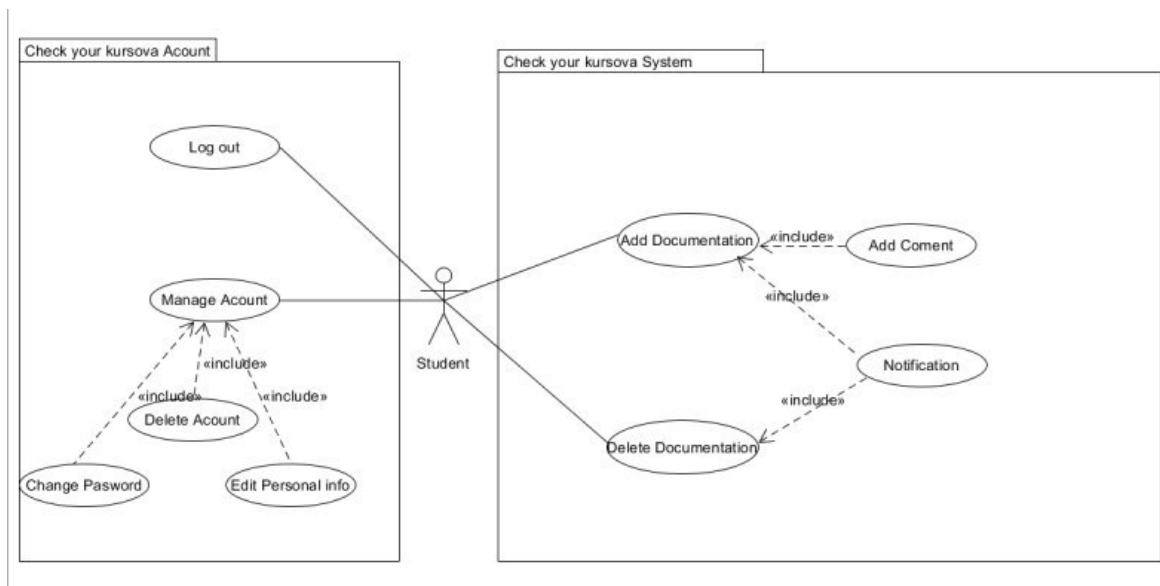 Check your kursova Acount
Log out
Manage Acount
«include»
«include»
«include»
Delete Acount
Change Pasword
Edit Personal info
Student
Check your kursova System
Add Documentation
«include»
Add Coment
«include»
Notification
«include»
Delete Documentation